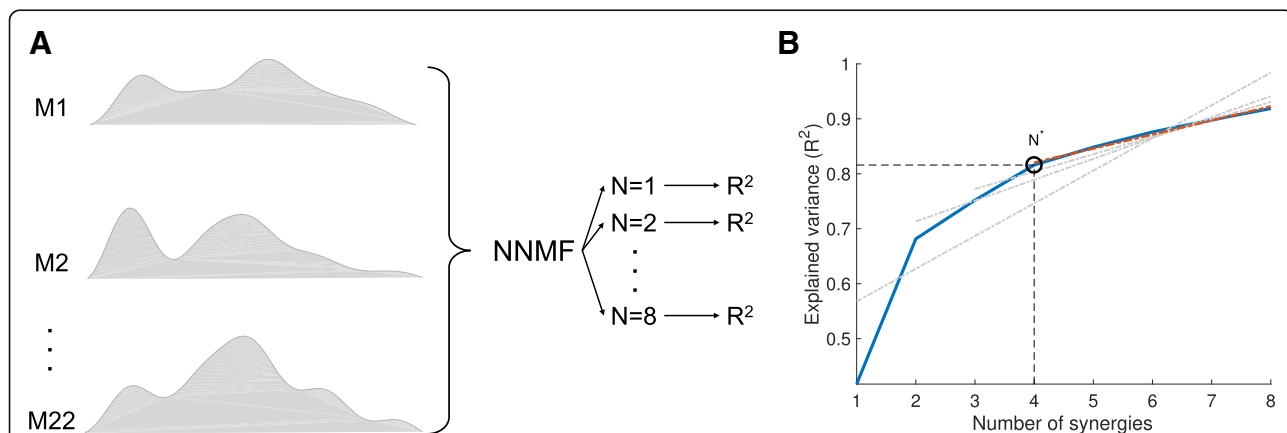 A
M1
M2
M22
NNMF
N=1
R²
N=2
R²
N=8
R²
B
1
0.9
0.8
0.7
0.6
0.5
Explained variance (R²)
N*
1 2 3 4 5 6 7 8
Number of synergies